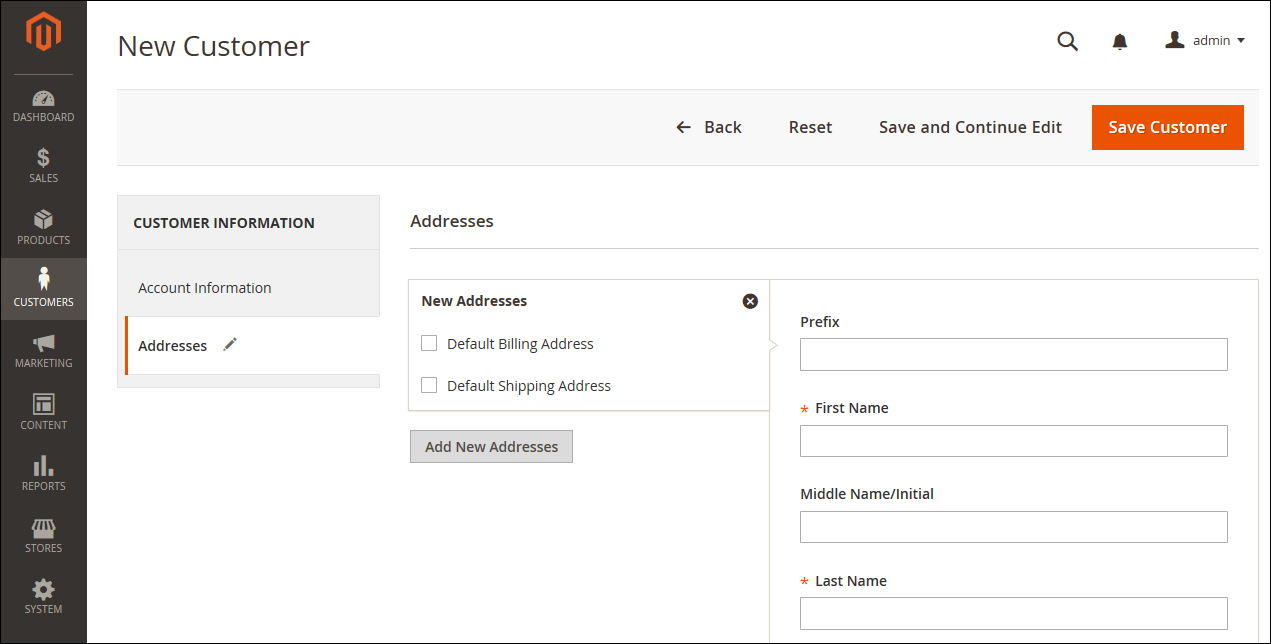 New Customer
admin
DASHBOARD
SALES
PRODUCTS
CUSTOMERS
MARKETING
CONTENT
REPORTS
STORES
SYSTEM
Back
Reset
Save and Continue Edit
Save Customer
CUSTOMER INFORMATION
Account Information
Addresses
Addresses
New Addresses
Default Billing Address
Default Shipping Address
Add New Addresses
Prefix
* First Name
Middle Name/Initial
* Last Name